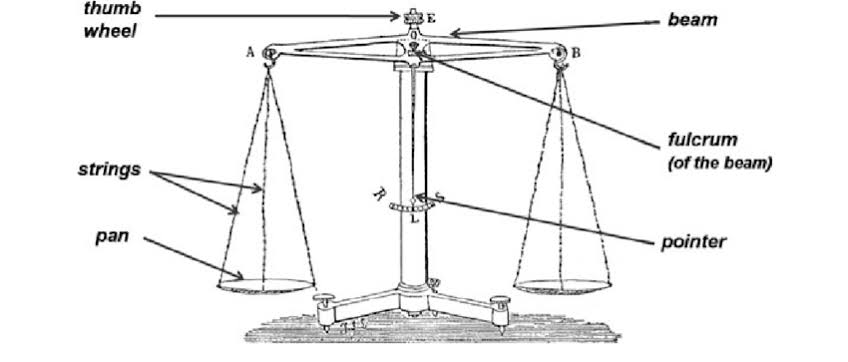 thumb
wheel
E
beam
A
B
fulcrum
(of the beam)
strings
R
S
L
pan
pointer